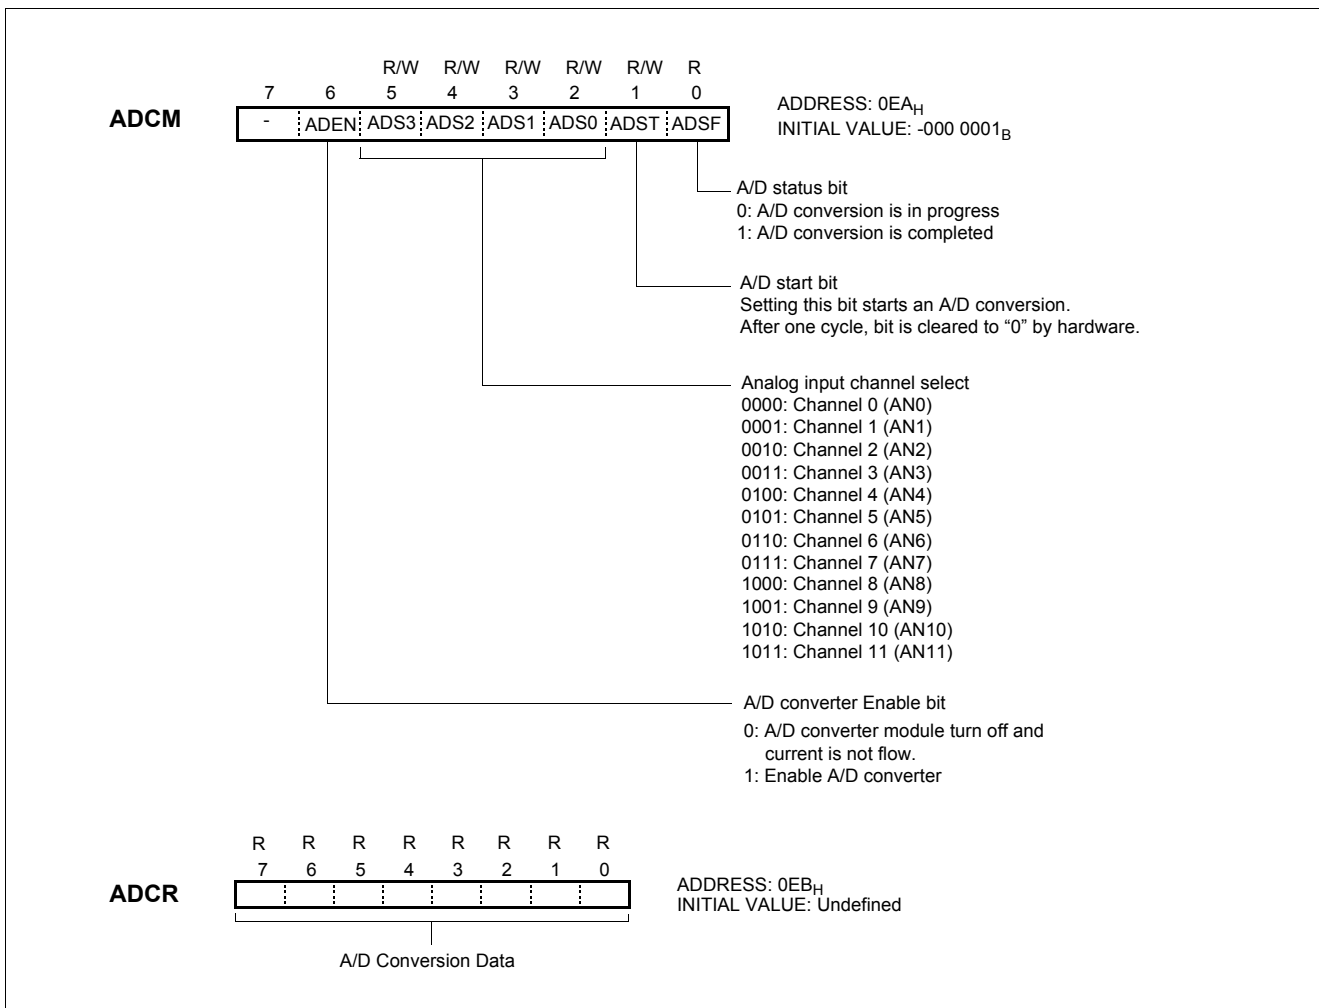 R/W R/W R/W R/W R/W R
7 6 5 4 3 2 1 0
ADCM
- ADEN ADS3 ADS2 ADS1 ADS0 ADST ADSF
ADDRESS: 0EAH
INITIAL VALUE: -000 0001B
A/D status bit
0: A/D conversion is in progress
1: A/D conversion is completed
A/D start bit
Setting this bit starts an A/D conversion.
After one cycle, bit is cleared to “0” by hardware.
Analog input channel select
0000: Channel 0 (AN0)
0001: Channel 1 (AN1)
0010: Channel 2 (AN2)
0011: Channel 3 (AN3)
0100: Channel 4 (AN4)
0101: Channel 5 (AN5)
0110: Channel 6 (AN6)
0111: Channel 7 (AN7)
1000: Channel 8 (AN8)
1001: Channel 9 (AN9)
1010: Channel 10 (AN10)
1011: Channel 11 (AN11)
A/D converter Enable bit
0: A/D converter module turn off and
current is not flow.
1: Enable A/D converter
R R R R R R R R
7 6 5 4 3 2 1 0
ADCR
ADDRESS: 0EBH
INITIAL VALUE: Undefined
A/D Conversion Data